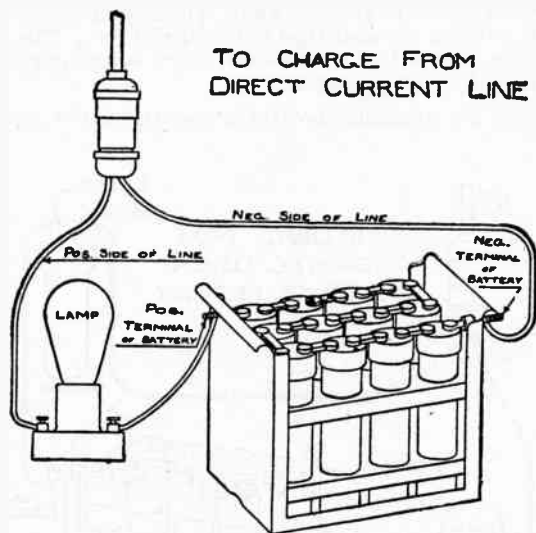 TO CHARGE FROM
DIRECT CURRENT LINE
NEG. SIDE OF LINE
POS. SIDE OF LINE
NEG.
TERMINAL
OF
BATTERY
LAMP
POS.
TERMINAL
OF BATTERY